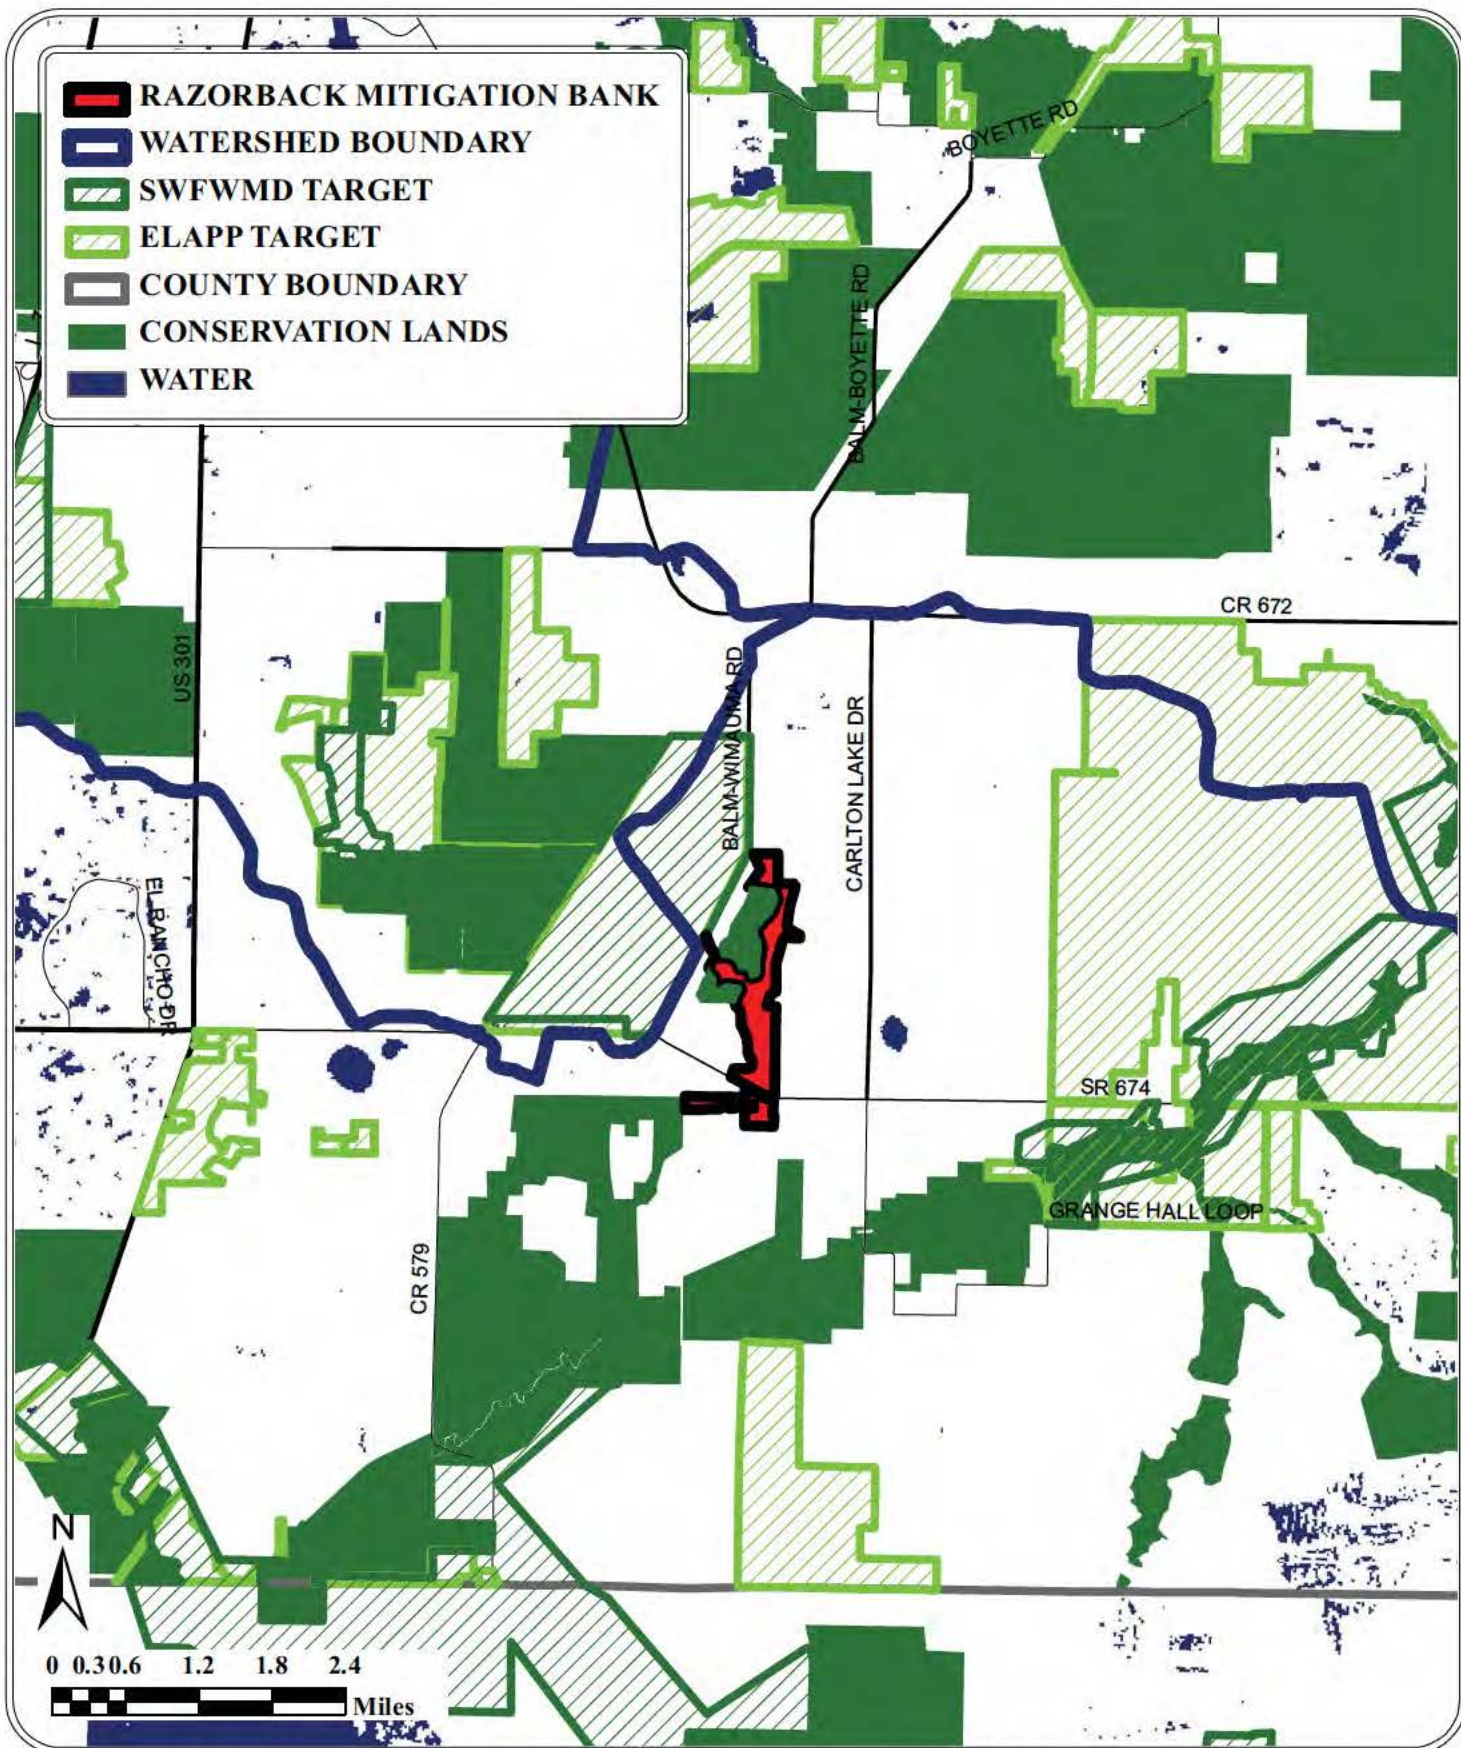 RAZORBACK MITIGATION BANK
WATERSHED BOUNDARY
SWFWMD TARGET
ELAPP TARGET
COUNTY BOUNDARY
CONSERVATION LANDS
WATER
BOYETTE RD
BALM-BOYETTE RD
CR 672
US 301
BALM-WIMAUMA RD
CARLTON LAKE DR
EL RANCHO DR
SR 674
GRANGE HALL LOOP
CR 579
N
0 0.3 0.6 1.2 1.8 2.4
Miles